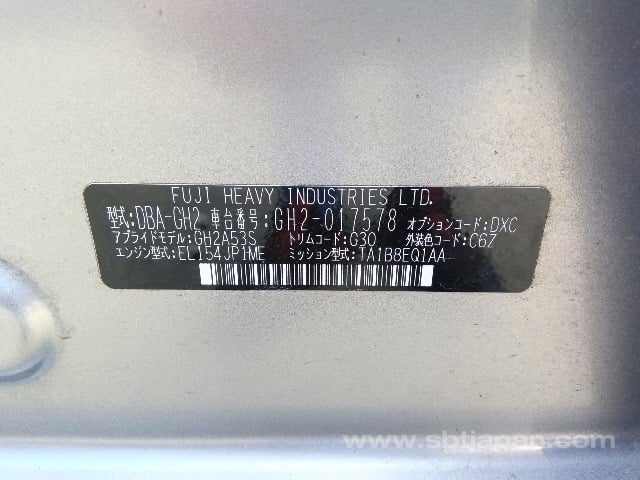 FUJI HEAVY INDUSTRIES LTD.
型式:DBA-GH2 車台番号:GH2-017578 オプションコード:DXC
アプライドモデル:GH2A53S トリムコード:G30 外装色コード:C6Z
エンジン型式:EL154JP1ME ミッション型式:TA1B8EQ1AA
www.sbtjapan.com